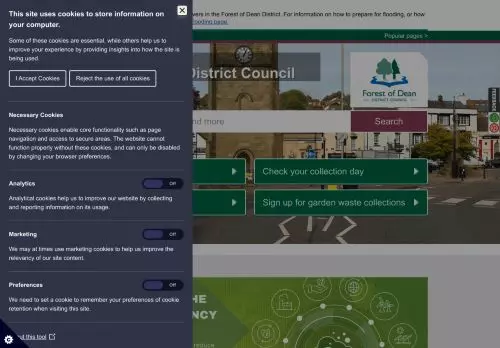 This site uses cookies to store information on
your computer.
Some of these cookies are essential, while others help us to
improve your experience by providing insights into how the site is
being used.
I Accept Cookies
Reject the use of all cookies
Necessary Cookies
Necessary cookies enable core functionality such as page
navigation and access to secure areas. The website cannot
function properly without these cookies, and can only be disabled
by changing your browser preferences.
Analytics
Off
Analytical cookies help us to improve our website by collecting
and reporting information on its usage.
Marketing
Off
We may at times use marketing cookies to help us improve the
relevancy of our site content.
Preferences
Off
We need to set a cookie to remember your preferences of cookie
retention when visiting this site.
this tool
in the Forest of Dean District. For information on how to prepare for flooding, or how
page.
Popular pages >
District Council
Forest of Dean
DISTRICT COUNCIL
nd more
Search
Check your collection day
Sign up for garden waste collections
HE
NCY